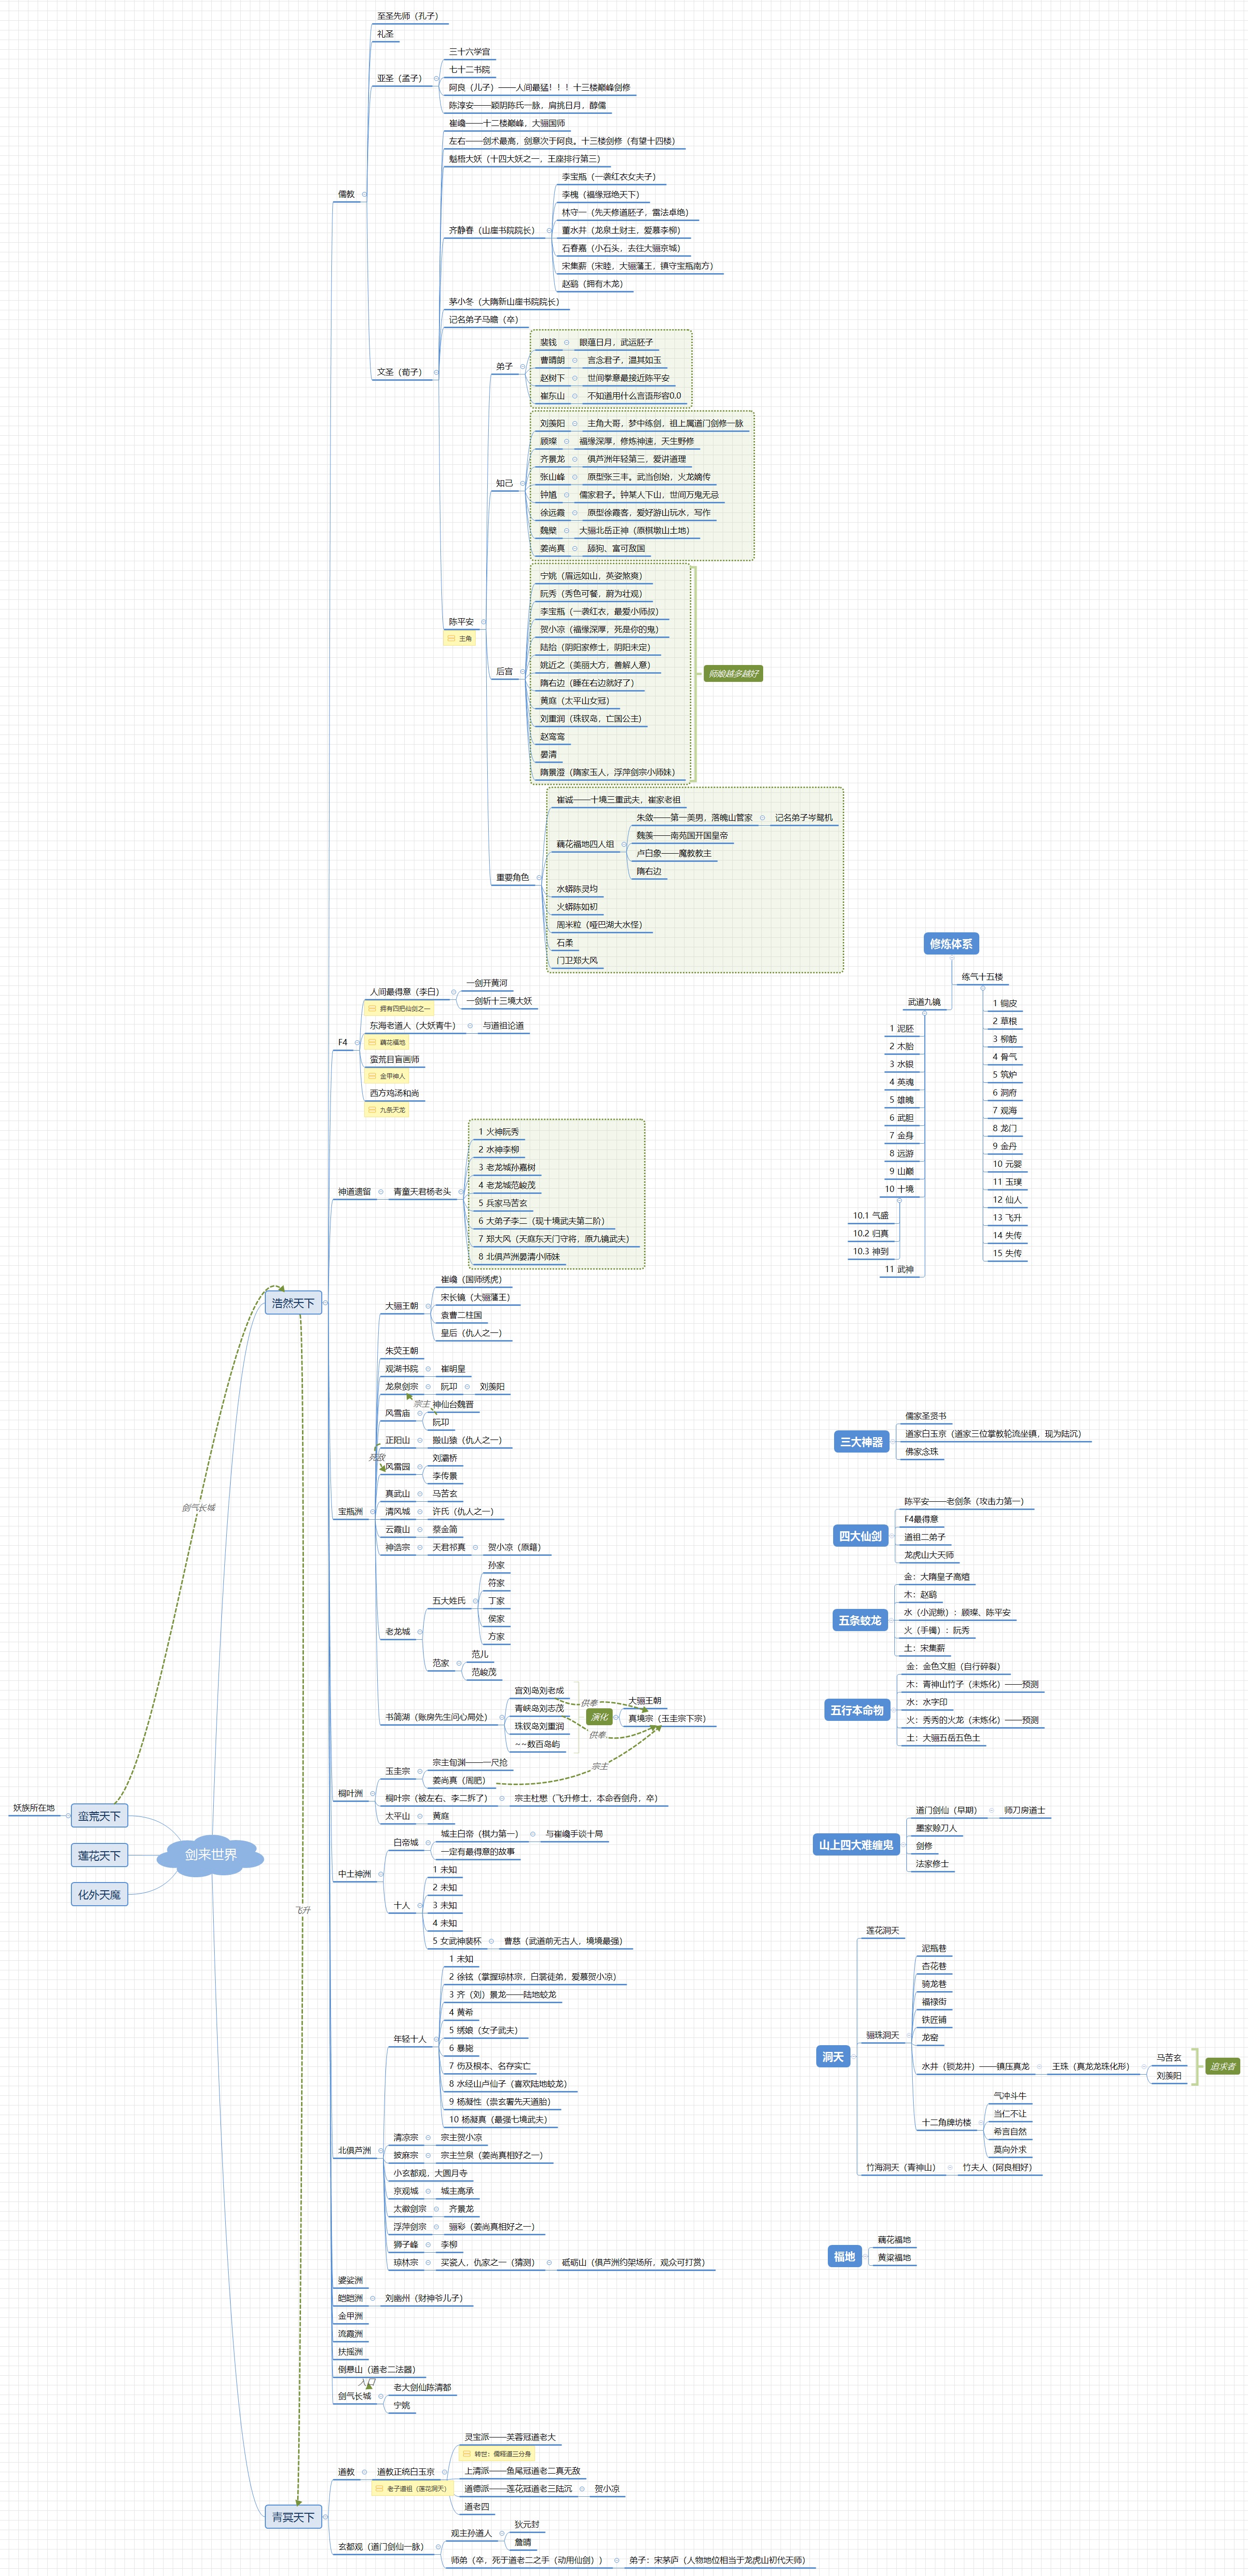 至圣先师（孔子）
礼圣
三十六学宫
七十二书院
亚圣（孟子）
阿良（儿子）——人间最猛！！！十三楼巅峰剑修
陈淳安——颖阴陈氏一脉，肩挑日月，醇儒
崔巉——十二楼巅峰，大骊国师
左右——剑术最高，剑意次于阿良。十三楼剑修（有望十四楼）
魁梧大妖（十四大妖之一，王座排行第三）
儒教
李宝瓶（一袭红衣女夫子）
李槐（福缘冠绝天下）
林守一（先天修道胚子，雷法卓绝）
齐静春（山崖书院院长）
董水井（龙泉土财主，爱慕李柳）
石春嘉（小石头，去往大骊京城）
宋集薪（宋睦，大骊藩王，镇守宝瓶南方）
赵鹞（拥有木龙）
茅小冬（大隋新山崖书院院长）
记名弟子马瞻（卒）
文圣（荀子）
弟子
裴钱 眼蕴日月，武运胚子
曹晴朗 言念君子，温其如玉
赵树下 世间拳意最接近陈平安
崔东山 不知道用什么言语形容0.0
知己
刘羡阳 主角大哥，梦中练剑，祖上属道门剑修一脉
顾璨 福缘深厚，修炼神速，天生野修
齐景龙 俱芦洲年轻第三，爱讲道理
张山峰 原型张三丰。武当创始，火龙嫡传
钟馗 儒家君子。钟某人下山，世间万鬼无忌
徐远霞 原型徐霞客，爱好游山玩水，写作
魏檗 大骊北岳正神（原棋墩山土地）
姜尚真 舔狗、富可敌国
陈平安
主角
后宫
宁姚（眉远如山，英姿煞爽）
阮秀（秀色可餐，蔚为壮观）
李宝瓶（一袭红衣，最爱小师叔）
贺小凉（福缘深厚，死是你的鬼）
陆抬（阴阳家修士，阴阳未定）
姚近之（美丽大方，善解人意）
隋右边（睡在右边就好了）
黄庭（太平山女冠）
刘重润（珠钗岛，亡国公主）
赵鸾鸾
晏清
隋景澄（隋家玉人，浮萍剑宗小师妹）
师娘越多越好
重要角色
崔诚——十境三重武夫，崔家老祖
藕花福地四人组
朱敛——第一美男，落魄山管家 记名弟子岑鸳机
魏羡——南苑国开国皇帝
卢白象——魔教教主
隋右边
水蟒陈灵均
火蟒陈如初
周米粒（哑巴湖大水怪）
石柔
门卫郑大风
F4
人间最得意（李白）
拥有四把仙剑之一
一剑开黄河
一剑斩十三境大妖
东海老道人（大妖青牛） 与道祖论道
藕花福地
蛮荒目盲画师
金甲神人
西方鸡汤和尚
九条天龙
神道遗留 青童天君杨老头
1 火神阮秀
2 水神李柳
3 老龙城孙嘉树
4 老龙城范峻茂
5 兵家马苦玄
6 大弟子李二（现十境武夫第二阶）
7 郑大风（天庭东天门守将，原九镜武夫）
8 北俱芦洲晏清小师妹
浩然天下
宝瓶洲
大骊王朝
崔巉（国师绣虎）
宋长镜（大骊藩王）
袁曹二柱国
皇后（仇人之一）
朱荧王朝
观湖书院 崔明皇
龙泉剑宗 阮邛 刘羡阳
宗主
风雪庙
神仙台魏晋
阮邛
正阳山 搬山猿（仇人之一）
死敌
风雷园
刘灞桥
李传景
真武山 马苦玄
清风城 许氏（仇人之一）
云霞山 蔡金简
神浩宗 天君祁真 贺小凉（原籍）
老龙城
五大姓氏
孙家
符家
丁家
侯家
方家
范家
范儿
范峻茂
书简湖（账房先生问心局处）
宫刘岛刘老成
青峡岛刘志茂
珠钗岛刘重润
~~数百岛屿
演化
供奉
供奉
宗主
大骊王朝
真境宗（玉圭宗下宗）
桐叶洲
玉圭宗
宗主荀渊——一尺抢
姜尚真（周肥）
桐叶宗（被左右、李二拆了） 宗主杜懋（飞升修士，本命吞剑舟，卒）
太平山 黄庭
中土神洲
白帝城
城主白帝（棋力第一） 与崔巉手谈十局
一定有最得意的故事
十人
1 未知
2 未知
3 未知
4 未知
5 女武神裴杯 曹慈（武道前无古人，境境最强）
北俱芦洲
年轻十人
1 未知
2 徐铉（掌握琼林宗，白裳徒弟，爱慕贺小凉）
3 齐（刘）景龙——陆地蛟龙
4 黄希
5 绣娘（女子武夫）
6 暴毙
7 伤及根本、名存实亡
8 水经山卢仙子（喜欢陆地蛟龙）
9 杨凝性（崇玄署先天道胎）
10 杨凝真（最强七境武夫）
清凉宗 宗主贺小凉
披麻宗 宗主竺泉（姜尚真相好之一）
小玄都观，大圆月寺
京观城 城主高承
太徽剑宗 齐景龙
浮萍剑宗 骊彩（姜尚真相好之一）
狮子峰 李柳
琼林宗 买瓷人，仇家之一（猜测） 砥砺山（俱芦洲约架场所，观众可打赏）
婆娑洲
皑皑洲 刘幽州（财神爷儿子）
金甲洲
流霞洲
扶摇洲
倒悬山（道老二法器）
入口
剑气长城
老大剑仙陈清都
宁姚
剑气长城
飞升
妖族所在地
蛮荒天下
莲花天下
化外天魔
剑来世界
青冥天下
道教 道教正统白玉京
老子道祖（莲花洞天）
灵宝派——芙蓉冠道老大
转世：儒释道三分身
上清派——鱼尾冠道老二真无敌
道德派——莲花冠道老三陆沉 贺小凉
道老四
玄都观（道门剑仙一脉）
观主孙道人
狄元封
詹晴
师弟（卒，死于道老二之手（动用仙剑）） 弟子：宋茅庐（人物地位相当于龙虎山初代天师）
修炼体系
武道九镜
1 泥胚
2 木胎
3 水银
4 英魂
5 雄魄
6 武胆
7 金身
8 远游
9 山巅
10 十境
10.1 气盛
10.2 归真
10.3 神到
11 武神
练气十五楼
1 铜皮
2 草根
3 柳筋
4 骨气
5 筑炉
6 洞府
7 观海
8 龙门
9 金丹
10 元婴
11 玉璞
12 仙人
13 飞升
14 失传
15 失传
三大神器
儒家圣贤书
道家白玉京（道家三位掌教轮流坐镇，现为陆沉）
佛家念珠
四大仙剑
陈平安——老剑条（攻击力第一）
F4最得意
道祖二弟子
龙虎山大天师
五条蛟龙
金：大隋皇子高煊
木：赵鹞
水（小泥鳅）：顾璨、陈平安
火（手镯）：阮秀
土：宋集薪
五行本命物
金：金色文胆（自行碎裂）
木：青神山竹子（未炼化）——预测
水：水字印
火：秀秀的火龙（未炼化）——预测
土：大骊五岳五色土
山上四大难缠鬼
道门剑仙（早期） 师刀房道士
墨家赊刀人
剑修
法家修士
洞天
莲花洞天
骊珠洞天
泥瓶巷
杏花巷
骑龙巷
福禄街
铁匠铺
龙窑
水井（锁龙井）——镇压真龙 王珠（真龙龙珠化形）
马苦玄
刘羡阳
追求者
十二角牌坊楼
气冲斗牛
当仁不让
希言自然
莫向外求
竹海洞天（青神山） 竹夫人（阿良相好）
福地
藕花福地
黄粱福地